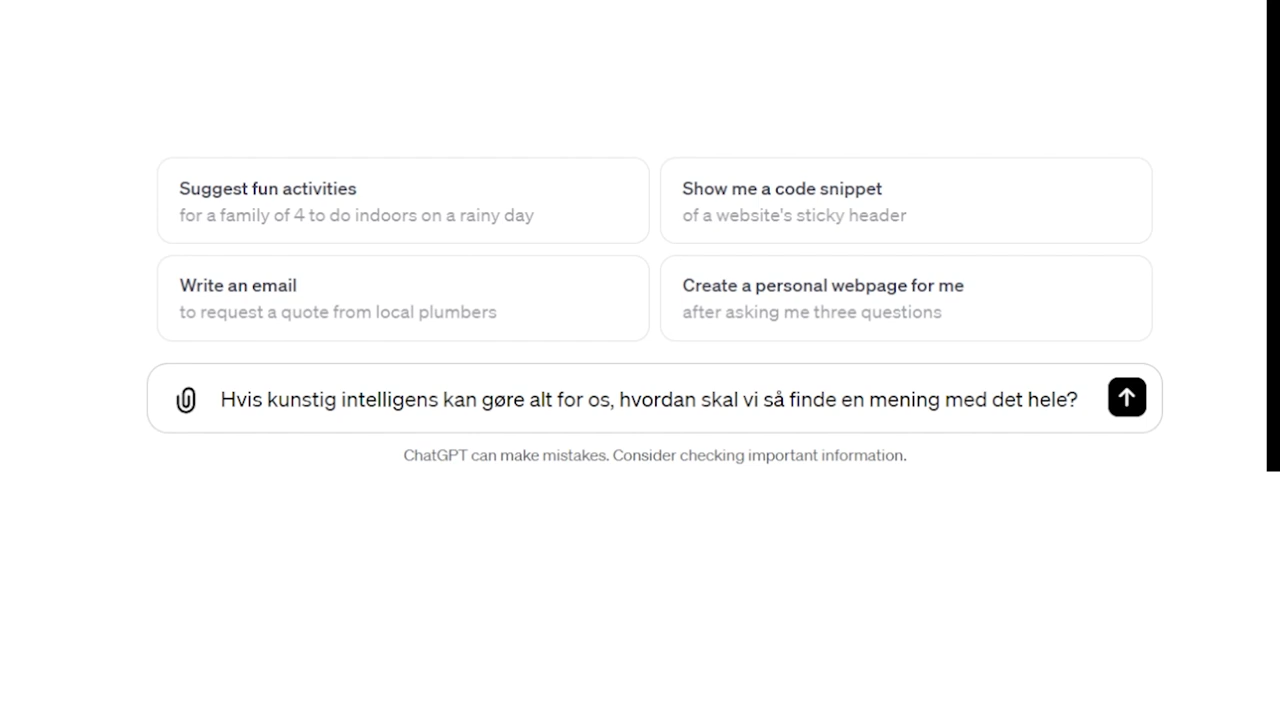 Suggest fun activities
for a family of 4 to do indoors on a rainy day
Show me a code snippet
of a website's sticky header
Write an email
to request a quote from local plumbers
Create a personal webpage for me
after asking me three questions
Hvis kunstig intelligens kan gøre alt for os, hvordan skal vi så finde en mening med det hele?
ChatGPT can make mistakes. Consider checking important information.